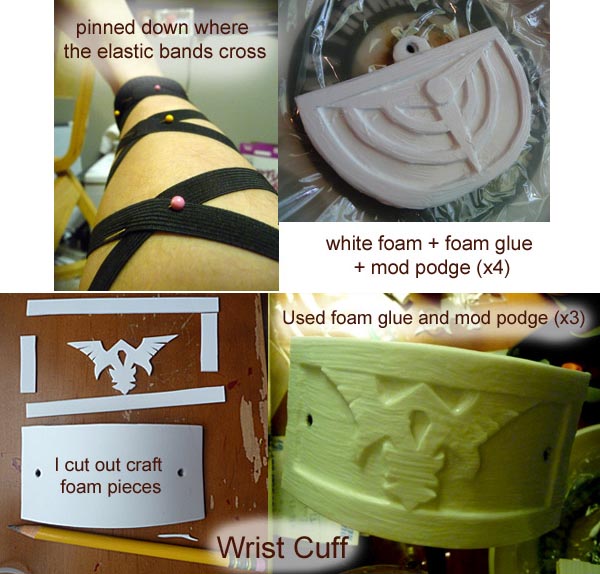 pinned down where
the elastic bands cross
white foam + foam glue
+ mod podge (x4)
I cut out craft
foam pieces
Used foam glue and mod podge (x3)
Wrist Cuff